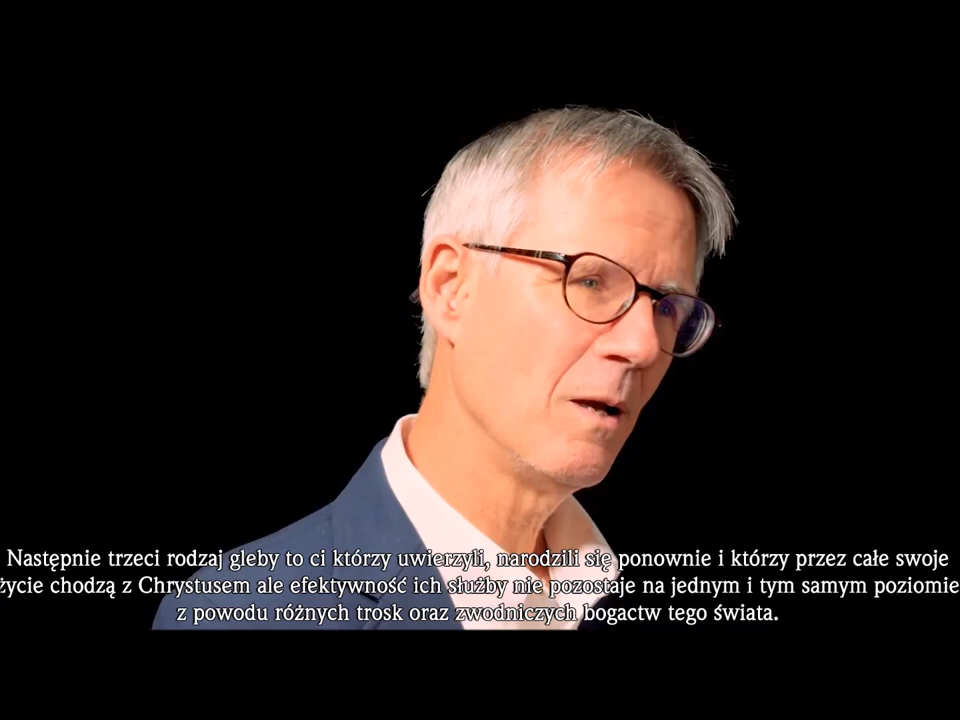 Następnie trzeci rodzaj gleby to ci którzy uwierzyli, narodzili się ponownie i którzy przez całe swoje
życie chodzą z Chrystusem ale efektywność ich służby nie pozostaje na jednym i tym samym poziomie
z powodu różnych trosk oraz zwodniczych bogactw tego świata.